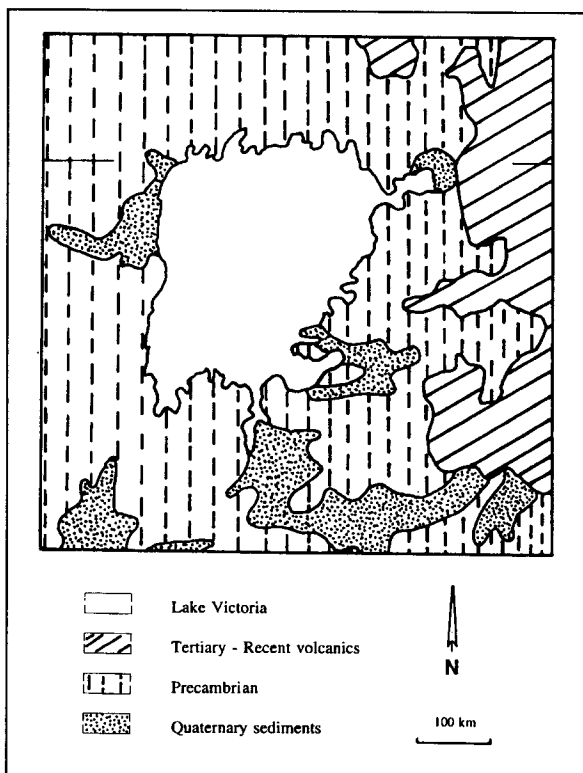 Lake Victoria
Tertiary - Recent volcanics
Precambrian
Quaternary sediments
N
100 km